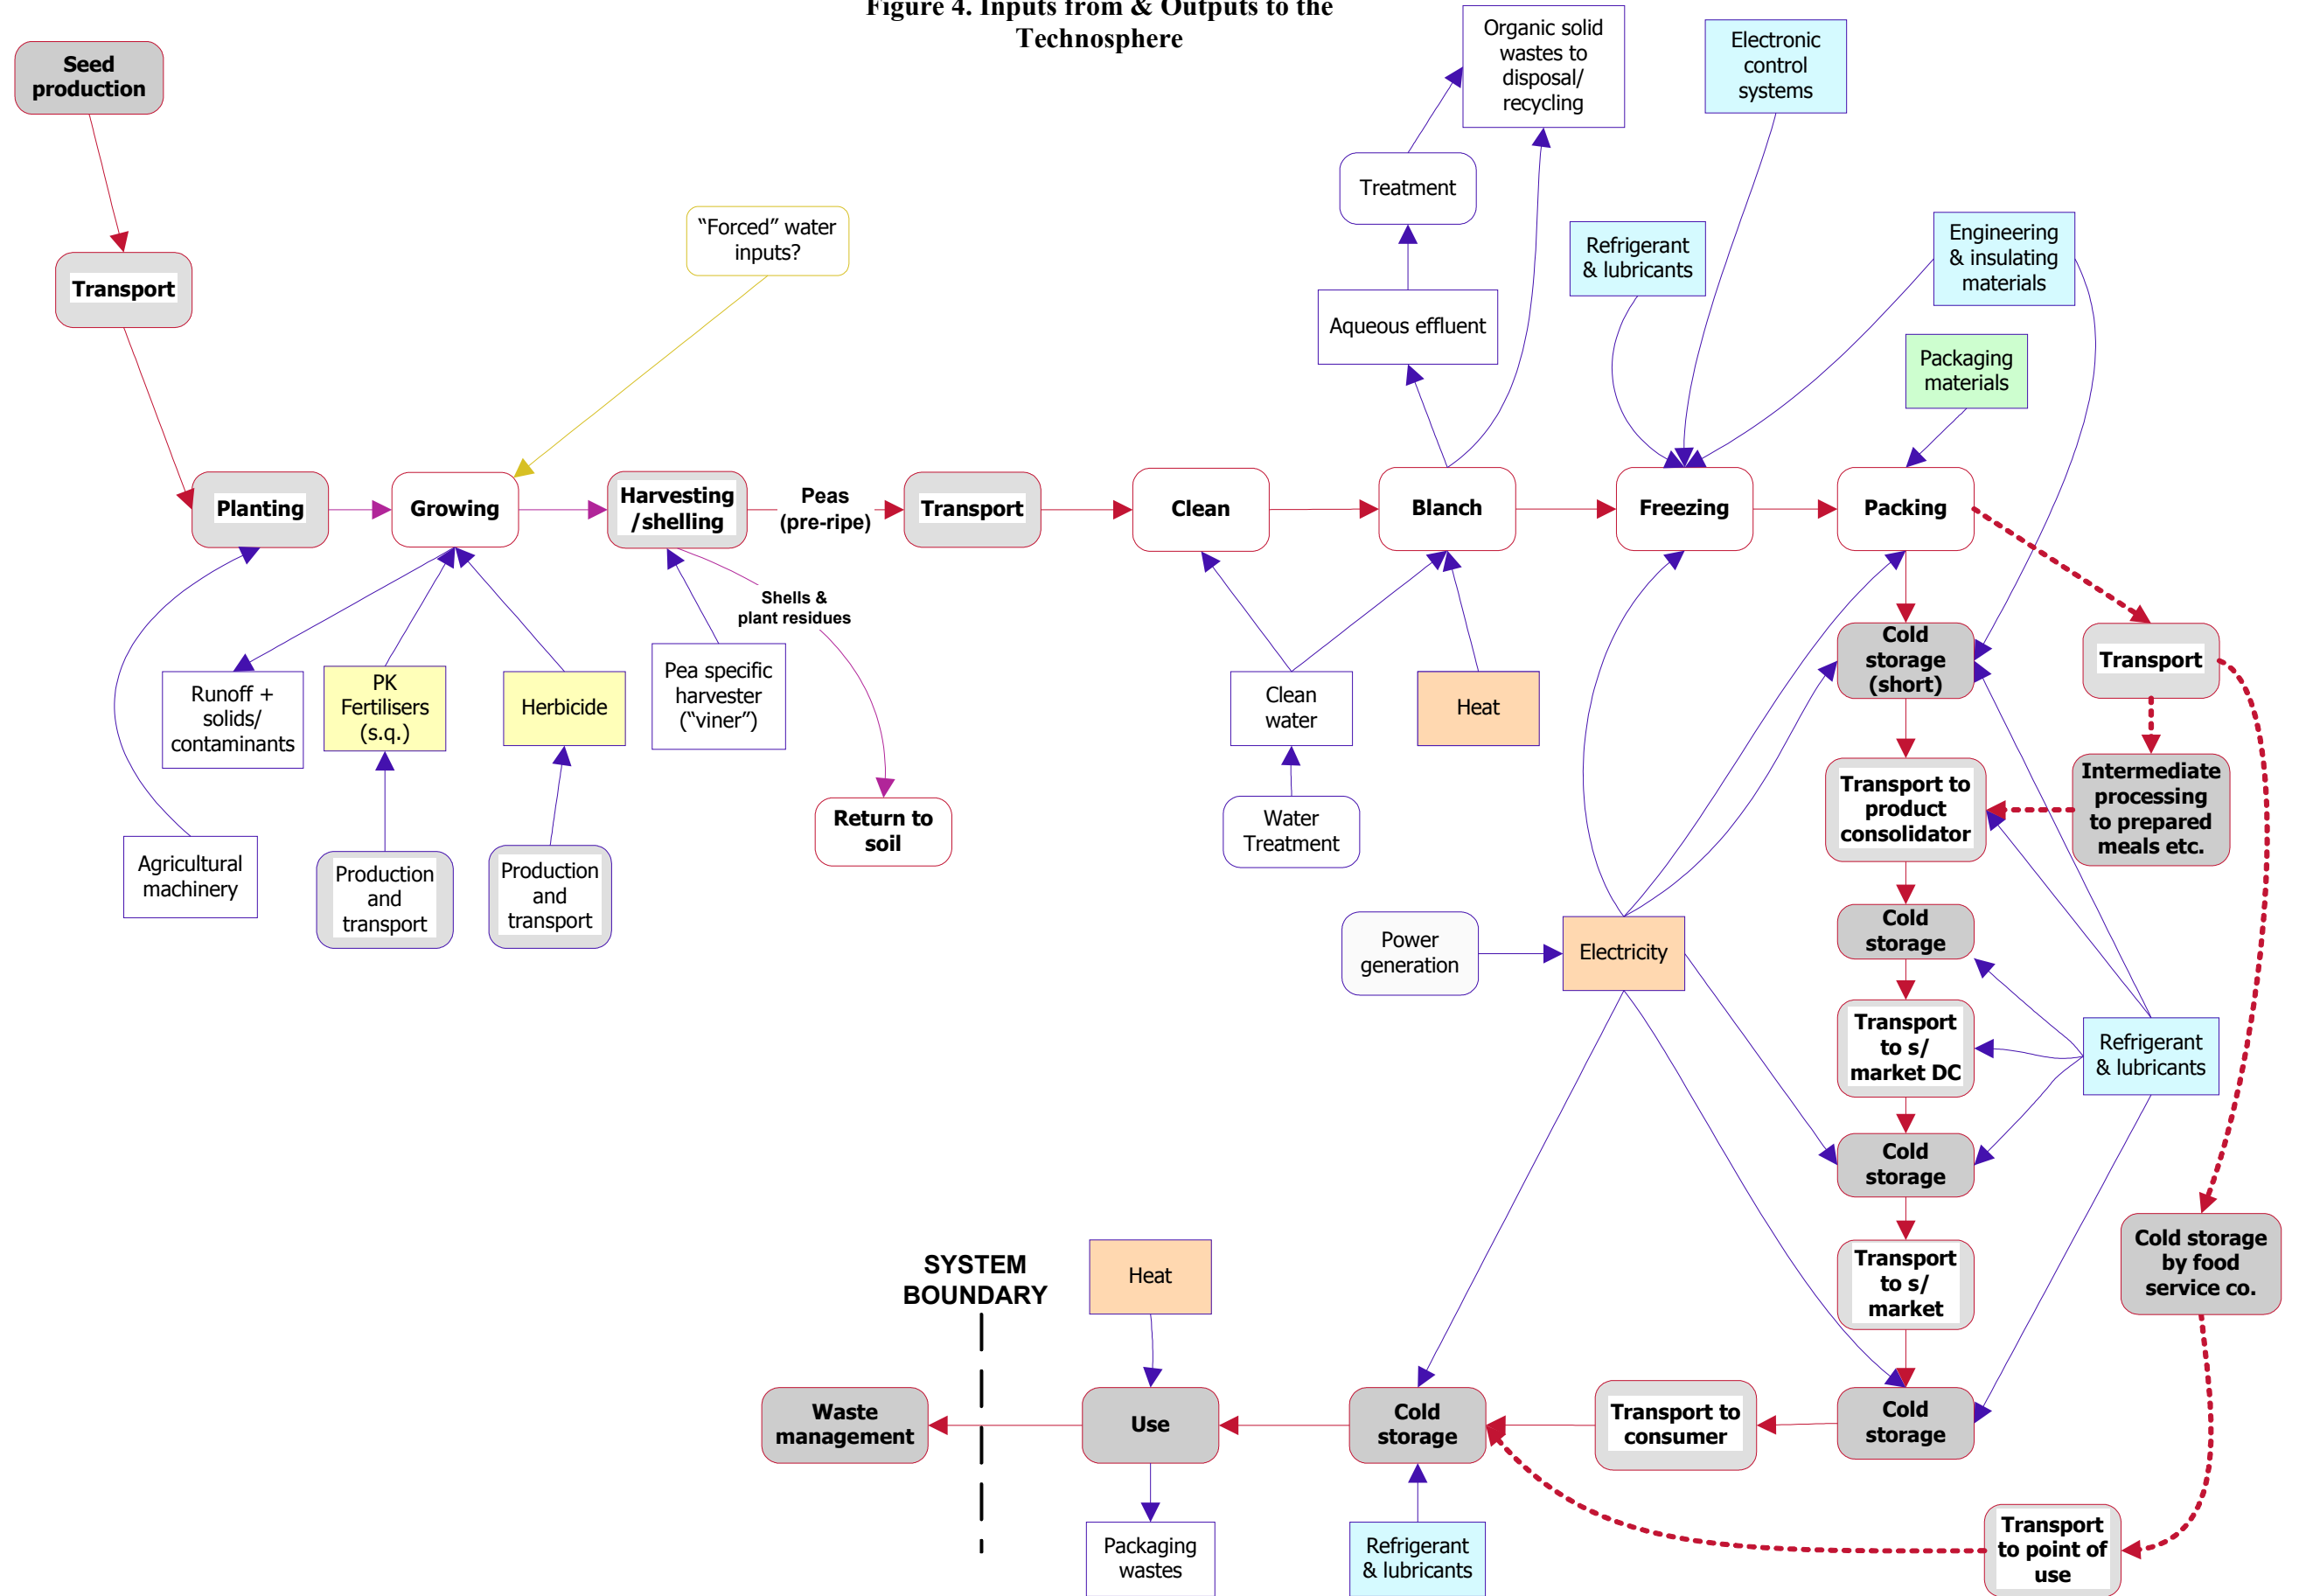 Figure 4. Inputs from & Outputs to the
Technosphere
Seed
production
Transport
"Forced" water
inputs?
Organic solid
wastes to
disposal/
recycling
Electronic
control
systems
Treatment
Refrigerant
& lubricants
Engineering
& insulating
materials
Aqueous effluent
Packaging
materials
Planting
Growing
Harvesting
/shelling
Peas
(pre-ripe)
Transport
Clean
Blanch
Freezing
Packing
Shells &
plant residues
Runoff +
solids/
contaminants
PK
Fertilisers
(s.q.)
Herbicide
Pea specific
harvester
("viner")
Clean
water
Heat
Cold
storage
(short)
Transport
Agricultural
machinery
Production
and
transport
Production
and
transport
Return to
soil
Water
Treatment
Transport to
product
consolidator
Intermediate
processing
to prepared
meals etc.
Power
generation
Electricity
Cold
storage
Transport
to s/
market DC
Refrigerant
& lubricants
Cold
storage
Transport
to s/
market
Cold storage
by food
service co.
SYSTEM
BOUNDARY
Heat
Waste
management
Use
Cold
storage
Transport to
consumer
Cold
storage
Packaging
wastes
Refrigerant
& lubricants
Transport
to point of
use